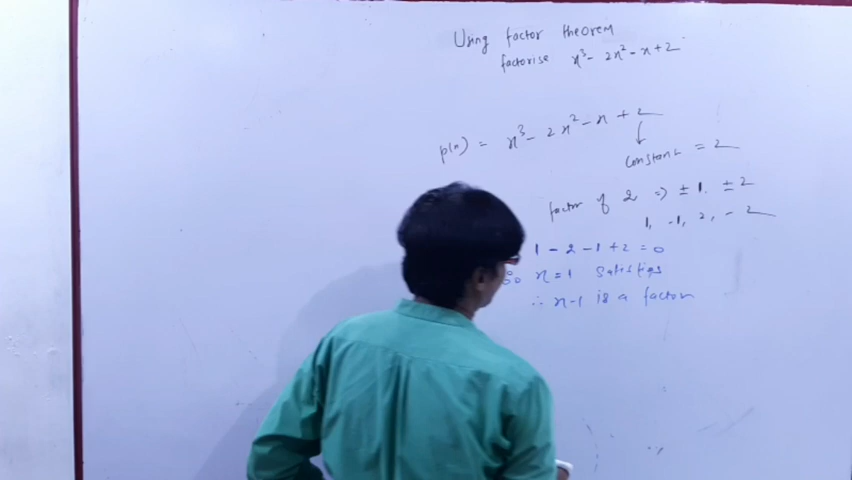 Using factor theorem
factorise x³ - 2x² - x + 2
p(x) = x³ - 2x² - x + 2
constant = 2
factor of 2 => ±1, ±2
1, -1, 2, -2
1 - 2 - 1 + 2 = 0
x = 1 satisfies
∴ x-1 is a factor